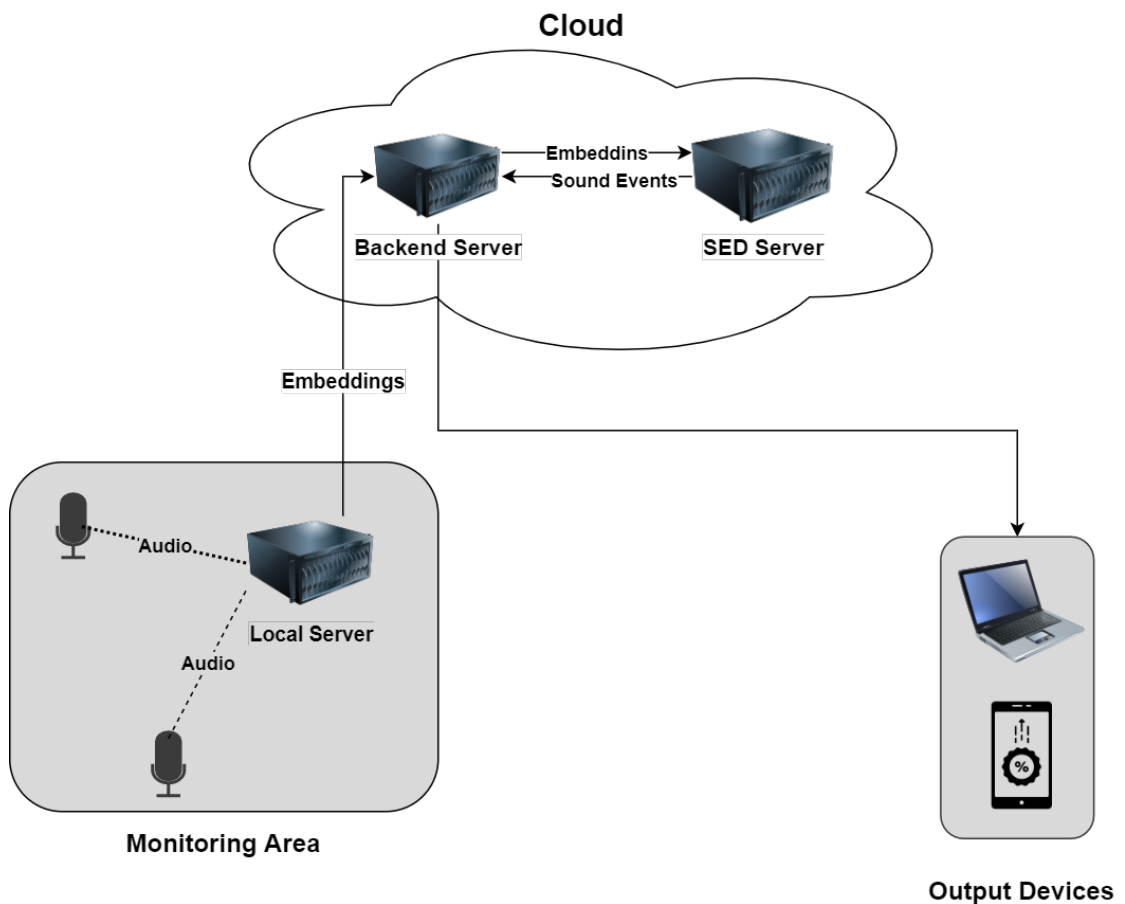 Cloud
Embeddins
Sound Events
Backend Server
SED Server
Embeddings
Audio
Local Server
Audio
%
Monitoring Area
Output Devices